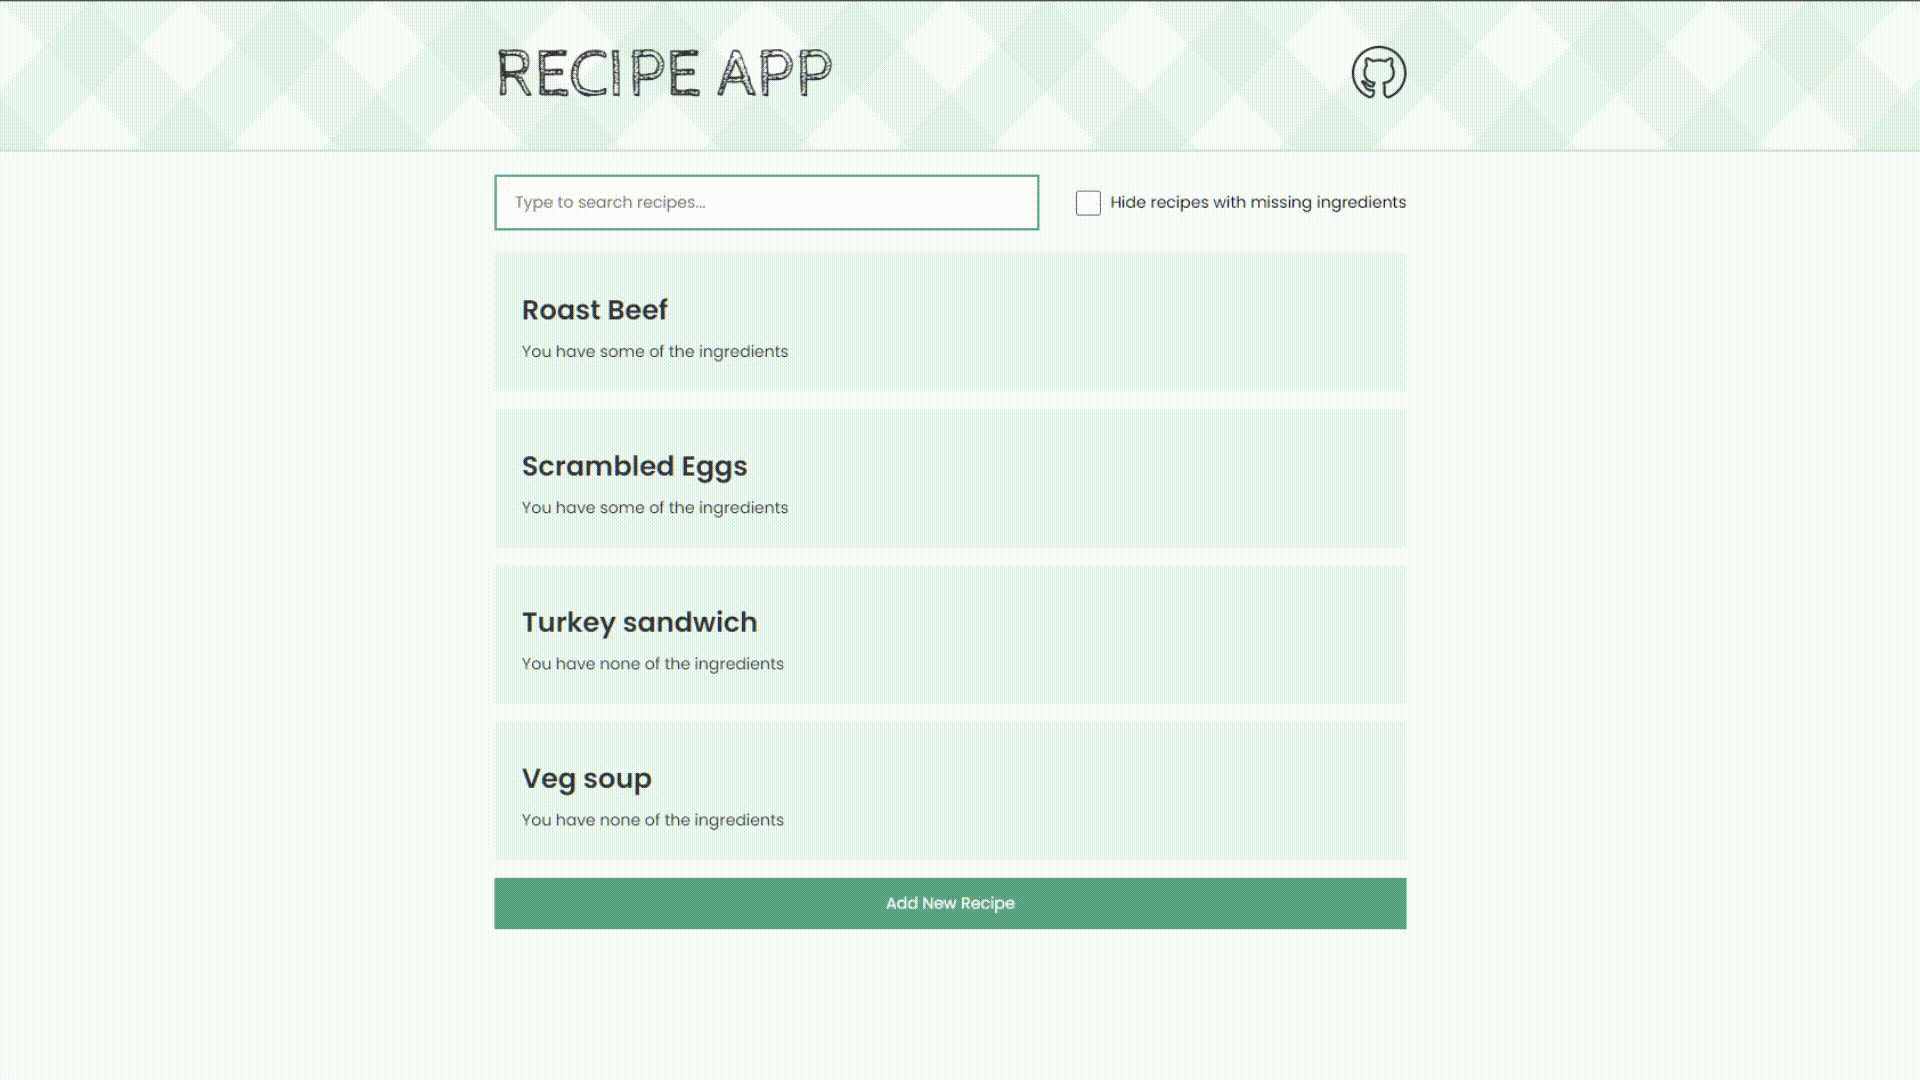 RECIPE APP
Type to search recipes...
Hide recipes with missing ingredients
Roast Beef
You have some of the ingredients
Scrambled Eggs
You have some of the ingredients
Turkey sandwich
You have none of the ingredients
Veg soup
You have none of the ingredients
Add New Recipe